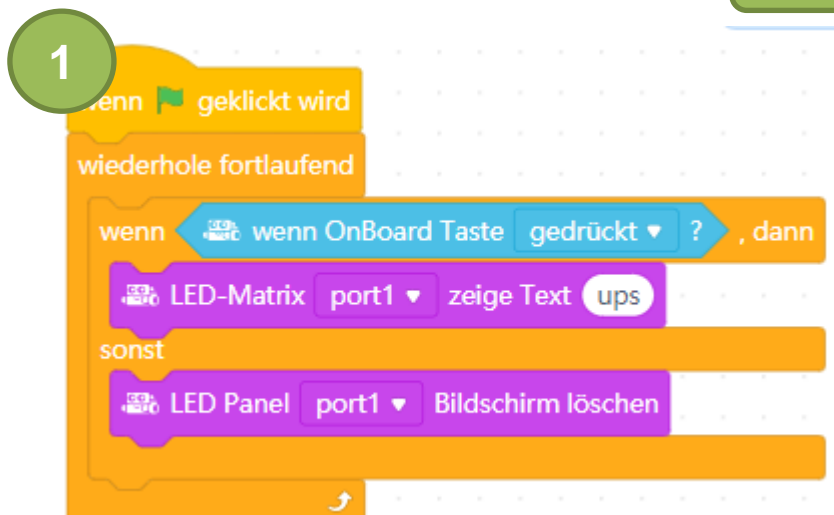 1
wenn geklickt wird
wiederhole fortlaufend
wenn wenn OnBoard Taste gedrückt ? , dann
LED-Matrix port1 zeige Text ups
sonst
LED Panel port1 Bildschirm löschen